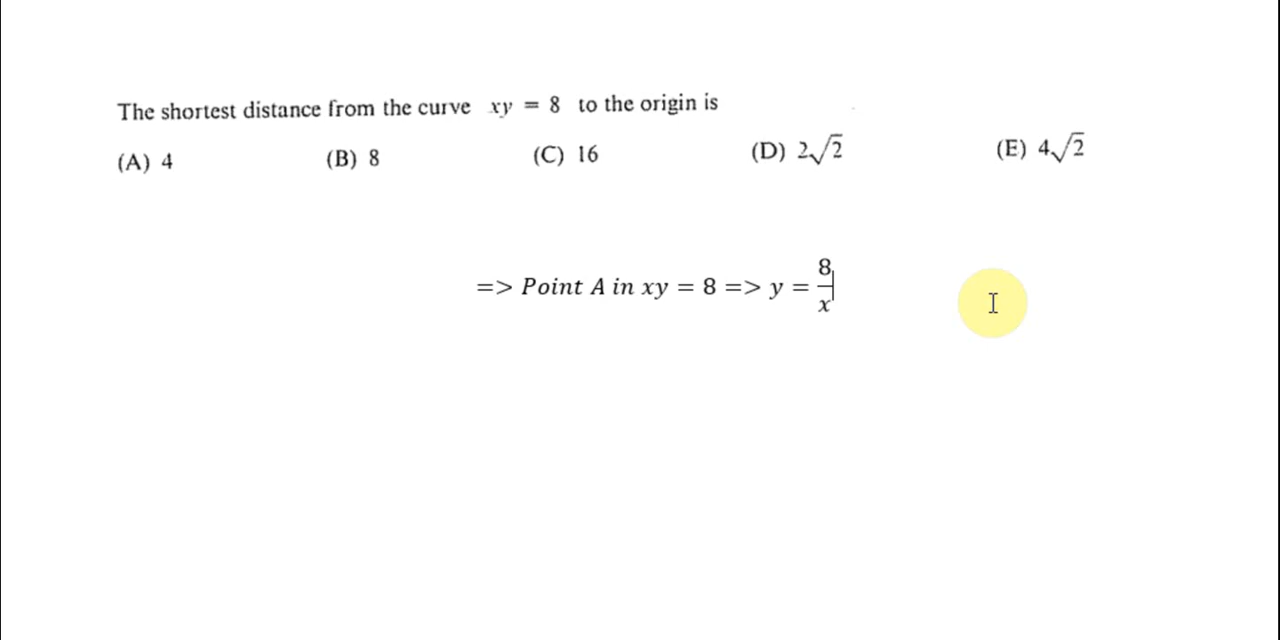 The shortest distance from the curve xy = 8 to the origin is
(A) 4 (B) 8 (C) 16 (D) 2√2 (E) 4√2
=> Point A in xy = 8 => y = 8/x